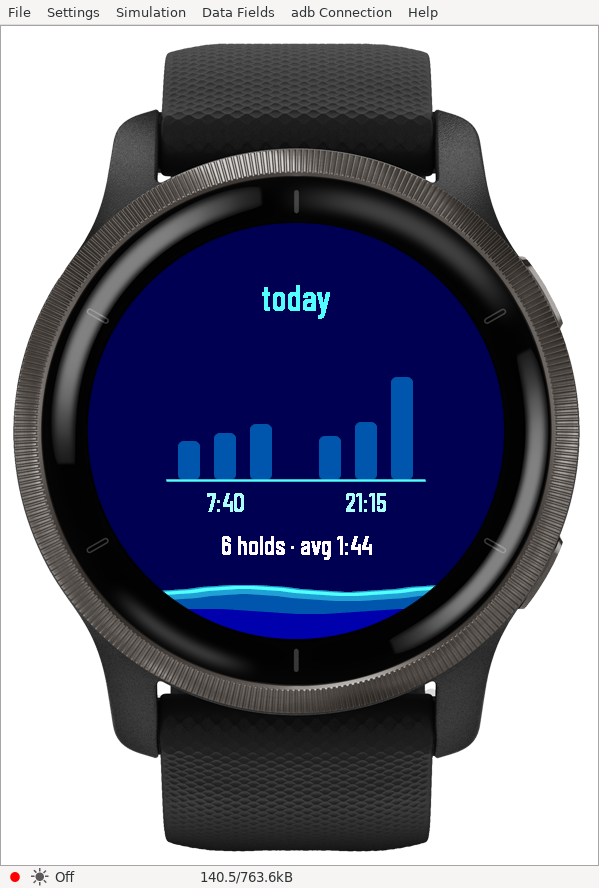 File Settings Simulation Data Fields adb Connection Help
today
7:40 21:15
6 holds · avg 1:44
Off 140.5/763.6kB